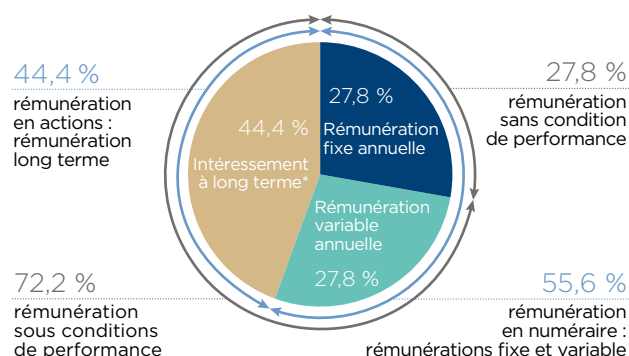 44,4 %
rémunération
en actions :
rémunération
long terme
27,8 %
rémunération
sans condition
de performance
27,8 %
Rémunération
fixe annuelle
44,4 %
Intéressement
à long terme*
Rémunération
variable
annuelle
27,8 %
72,2 %
rémunération
sous conditions
de performance
55,6 %
rémunération
en numéraire :
rémunérations fixe et variable